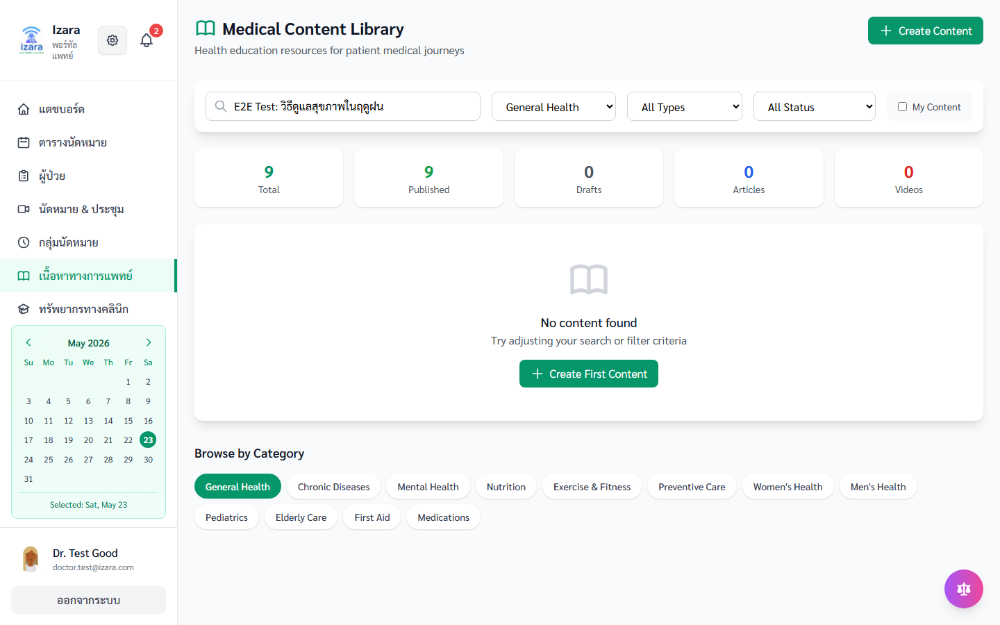 Izara
พอร์ทัล
แพทย์
izara
2
แดชบอร์ด
ตารางนัดหมาย
ผู้ป่วย
นัดหมาย & ประชุม
กลุ่มนัดหมาย
เนื้อหาทางการแพทย์
ทรัพยากรทางคลินิก
May 2026
Su Mo Tu We Th Fr Sa
1 2
3 4 5 6 7 8 9
10 11 12 13 14 15 16
17 18 19 20 21 22 23
24 25 26 27 28 29 30
31
Selected: Sat, May 23
Dr. Test Good
doctor.test@izara.com
ออกจากระบบ
Medical Content Library
Health education resources for patient medical journeys
Create Content
E2E Test: วิธีดูแลสุขภาพในฤดูฝน
General Health
All Types
All Status
My Content
9
Total
9
Published
0
Drafts
0
Articles
0
Videos
No content found
Try adjusting your search or filter criteria
Create First Content
Browse by Category
General Health
Chronic Diseases
Mental Health
Nutrition
Exercise & Fitness
Preventive Care
Women's Health
Men's Health
Pediatrics
Elderly Care
First Aid
Medications